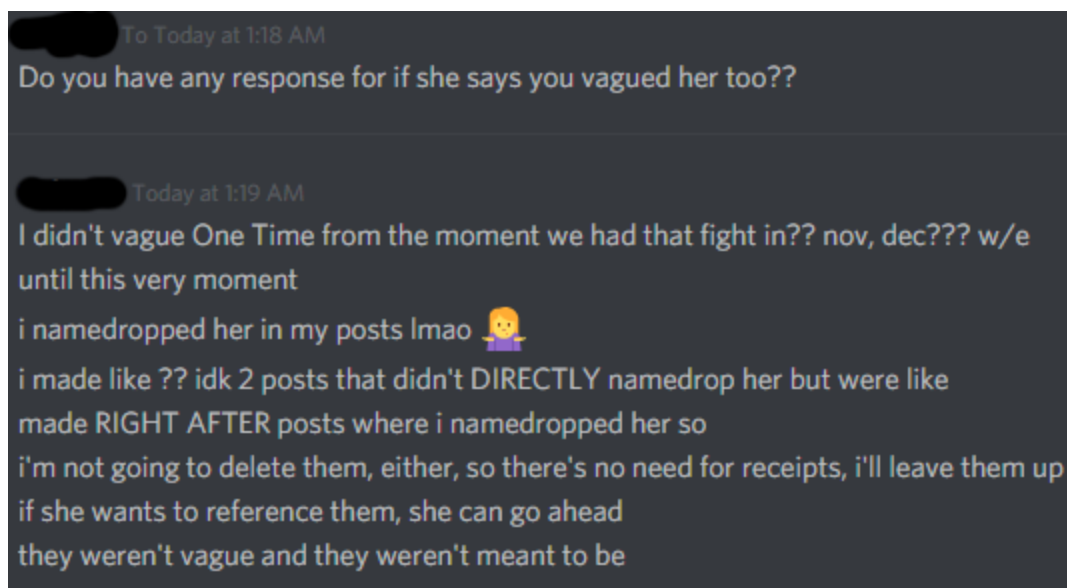 To Today at 1:18 AM
Do you have any response for if she says you vagued her too??
Today at 1:19 AM
I didn't vague One Time from the moment we had that fight in?? nov, dec??? w/e
until this very moment
i namedropped her in my posts lmao 🤷‍♀️
i made like ?? idk 2 posts that didn't DIRECTLY namedrop her but were like
made RIGHT AFTER posts where i namedropped her so
i'm not going to delete them, either, so there's no need for receipts, i'll leave them up
if she wants to reference them, she can go ahead
they weren't vague and they weren't meant to be